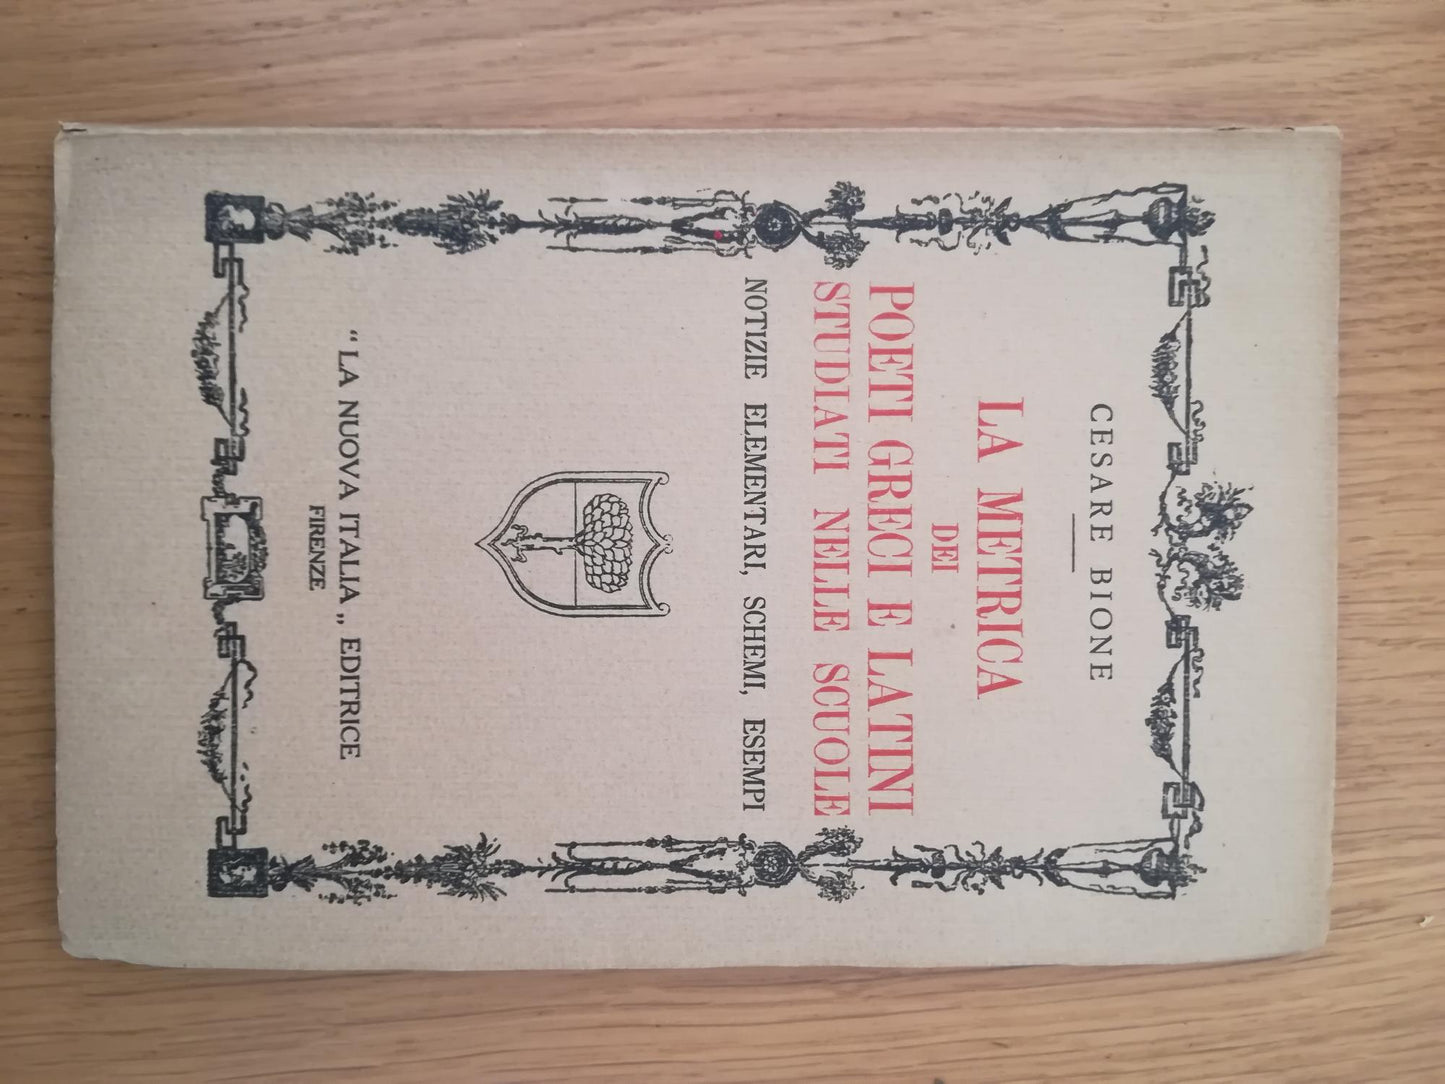 CESARE BIONE
LA METRICA
DEI
POETI GRECI E LATINI
STUDIATI NELLE SCUOLE
NOTIZIE ELEMENTARI, SCHEMI, ESEMPI
“LA NUOVA ITALIA„ EDITRICE
FIRENZE